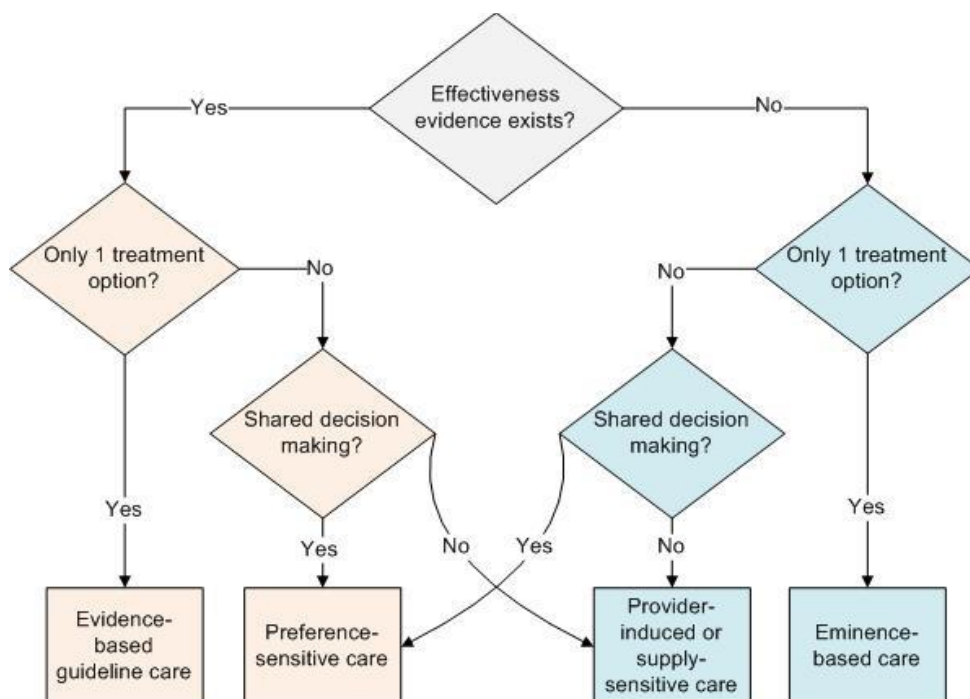 Effectiveness
evidence exists?
Yes
No
Only 1 treatment
option?
Only 1 treatment
option?
No
No
Shared decision
making?
Shared decision
making?
Yes
Yes
No
Yes
No
Yes
Evidence-
based
guideline care
Preference-
sensitive care
Provider-
induced or
supply-
sensitive care
Eminence-
based care